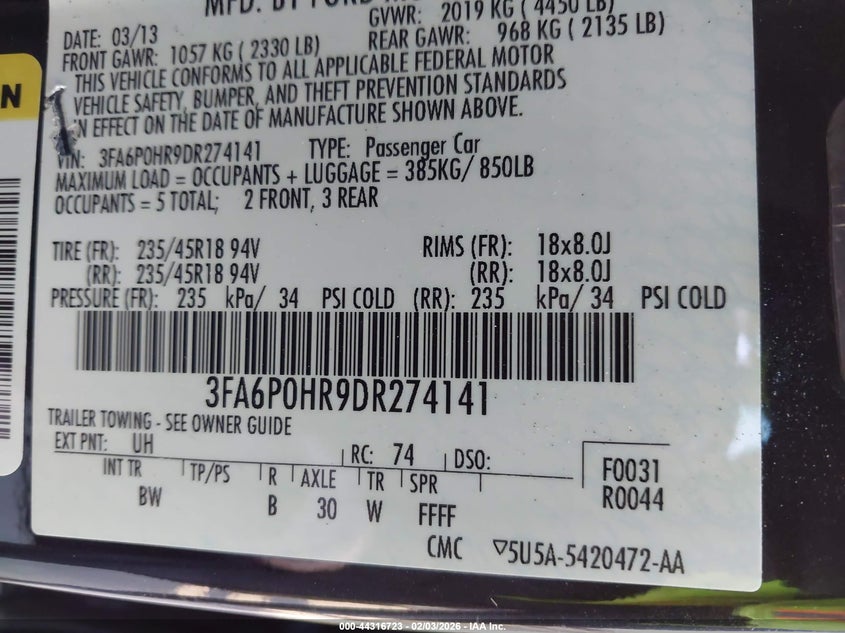 MFD. BY FORD MO
DATE: 03/13 GVWR: 2019 KG ( 4450 LB)
FRONT GAWR: 1057 KG ( 2330 LB) REAR GAWR: 968 KG ( 2135 LB)
THIS VEHICLE CONFORMS TO ALL APPLICABLE FEDERAL MOTOR
VEHICLE SAFETY, BUMPER, AND THEFT PREVENTION STANDARDS
IN EFFECT ON THE DATE OF MANUFACTURE SHOWN ABOVE.
VIN: 3FA6P0HR9DR274141 TYPE: Passenger Car
MAXIMUM LOAD = OCCUPANTS + LUGGAGE = 385KG/ 850LB
OCCUPANTS = 5 TOTAL; 2 FRONT, 3 REAR
TIRE (FR): 235/45R18 94V RIMS (FR): 18x8.0J
(RR): 235/45R18 94V (RR): 18x8.0J
PRESSURE (FR): 235 kPa/ 34 PSI COLD (RR): 235 kPa/ 34 PSI COLD
3FA6P0HR9DR274141
TRAILER TOWING - SEE OWNER GUIDE
EXT PNT: UH RC: 74 DSO:
INT TR TP/PS R AXLE TR SPR F0031
BW B 30 W FFFF R0044
CMC ▽5U5A-5420472-AA
N
000-44316723 - 02/03/2026 - IAA Inc.